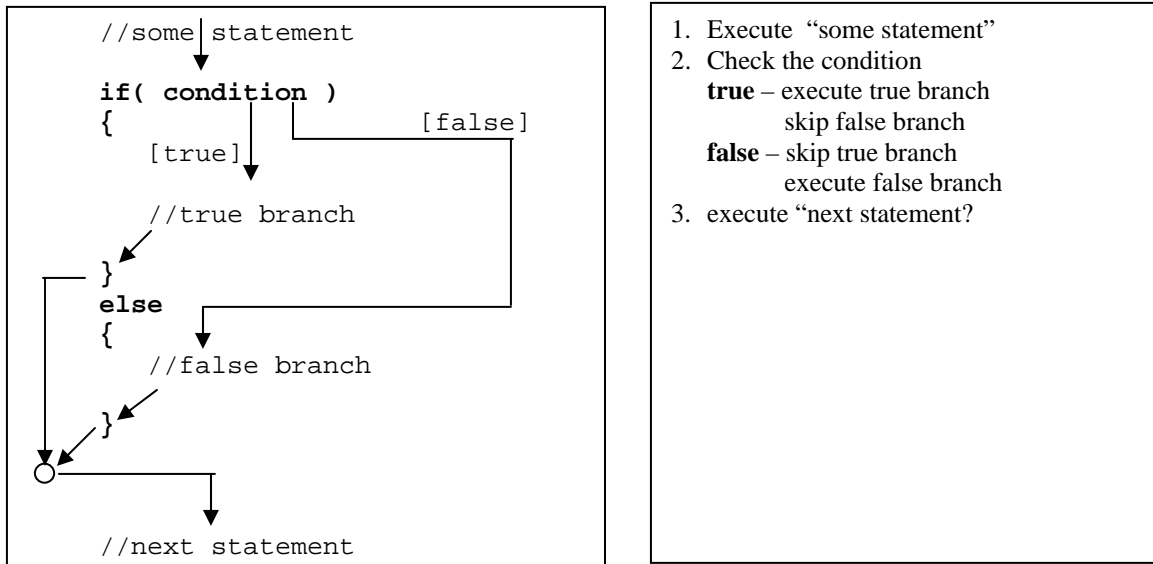 //some statement
if( condition )
{ [false]
[true]
//true branch
}
else
{
//false branch
}
//next statement
1. Execute “some statement”
2. Check the condition
true – execute true branch
skip false branch
false – skip true branch
execute false branch
3. execute “next statement?